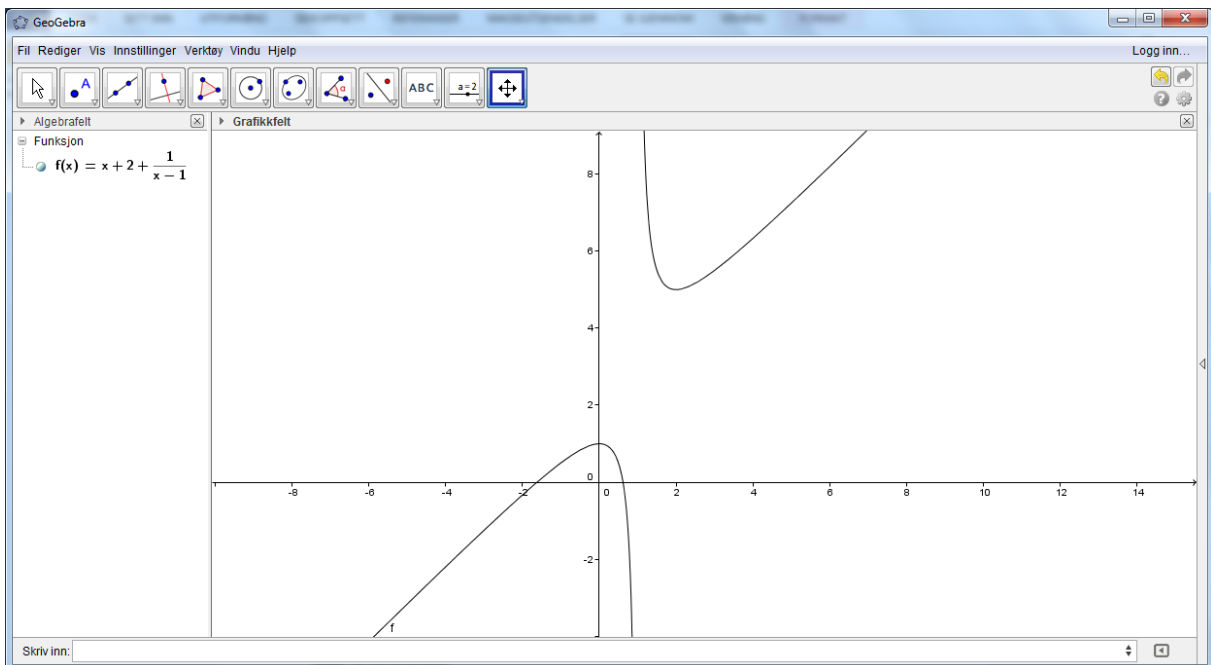 GeoGebra
Fil Rediger Vis Innstillinger Verktøy Vindu Hjelp
Logg inn...
A
α
ABC
a=2
Algebrafelt
Grafikkfelt
Funksjon
f(x) = x + 2 + 1/(x − 1)
8
6
4
2
0
-8 -6 -4 -2 0 2 4 6 8 10 12 14
-2
f
Skriv inn: